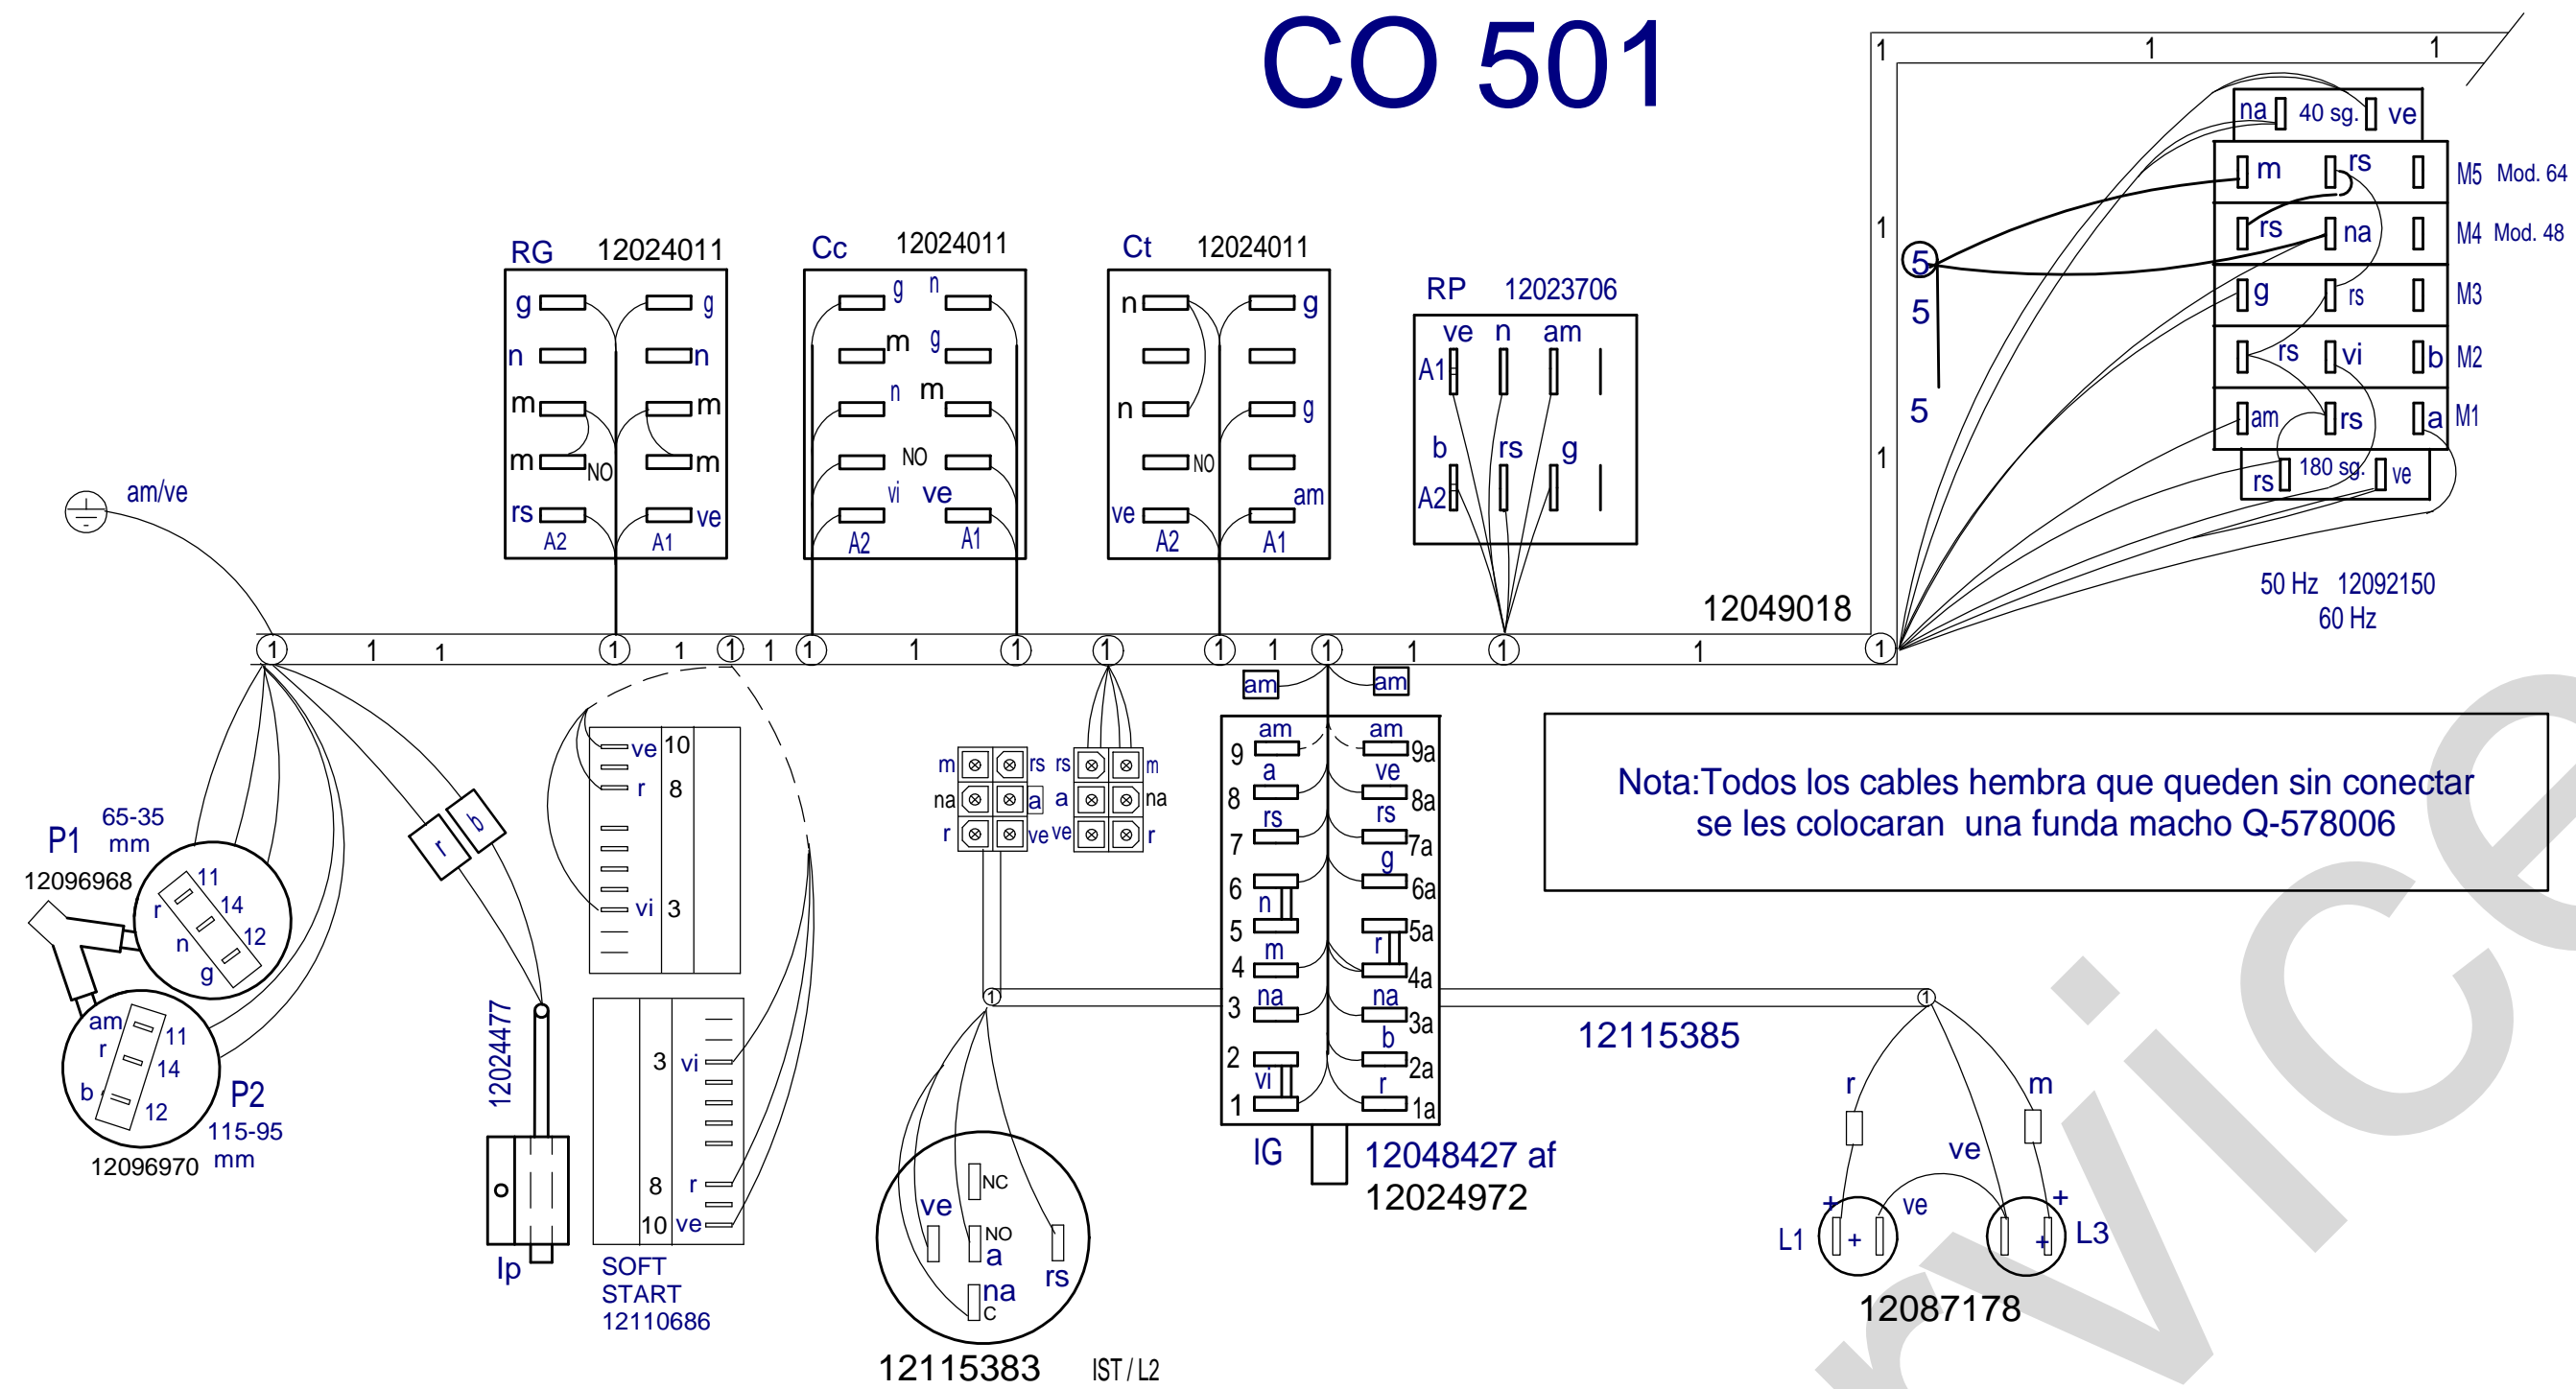 CO 501
1 1 1
na 40 sg. ve
m rs M5 Mod. 64
1
rs na M4 Mod. 48
5
g rs M3
5
rs vi b M2
5
am rs a M1
1
rs 180 sg. ve
50 Hz 12092150
60 Hz
RG 12024011
g g
n n
m m
m NO m
rs ve
A2 A1
Cc 12024011
g n
m g
n m
NO
vi ve
A2 A1
Ct 12024011
n g
n g
NO
ve am
A2 A1
RP 12023706
ve n am
A1
b rs g
A2
am/ve
12049018
1 1 1 1 1 1 1 1 1 1 1 1 1 1 1 1 1 1
am am
Nota:Todos los cables hembra que queden sin conectar
se les colocaran una funda macho Q-578006
P1 65-35
mm
12096968
11
r 14
n 12
g
am 11
r 14
b 12
P2
115-95
mm
12096970
r b
12024477
Ip
ve 10
r 8
vi 3
3 vi
8 r
10 ve
SOFT
START
12110686
m rs rs m
na a a na
r ve ve r
1
am am
9 9a
a ve
8 8a
rs rs
7 7a
g
6 6a
n
5 5a
m r
4 4a
na na
3 3a
b
2 2a
vi r
1 1a
IG 12048427 af
12024972
NC
ve NO
a
rs
na
C
12115383 IST / L2
1
12115385
r m
ve
+ ve +
L1 + + L3
12087178
rvice